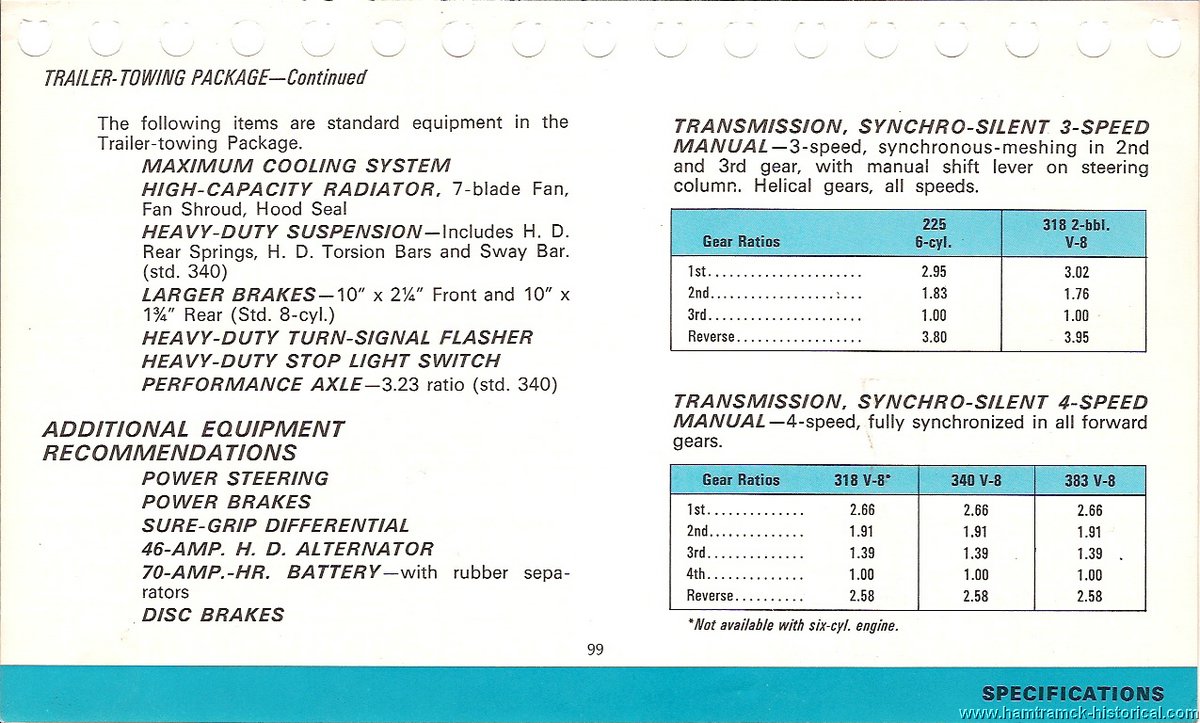 TRAILER-TOWING PACKAGE—Continued
The following items are standard equipment in the
Trailer-towing Package.
MAXIMUM COOLING SYSTEM
HIGH-CAPACITY RADIATOR, 7-blade Fan,
Fan Shroud, Hood Seal
HEAVY-DUTY SUSPENSION—Includes H. D.
Rear Springs, H. D. Torsion Bars and Sway Bar.
(std. 340)
LARGER BRAKES—10″ x 2¼″ Front and 10″ x
1¾″ Rear (Std. 8-cyl.)
HEAVY-DUTY TURN-SIGNAL FLASHER
HEAVY-DUTY STOP LIGHT SWITCH
PERFORMANCE AXLE—3.23 ratio (std. 340)
ADDITIONAL EQUIPMENT
RECOMMENDATIONS
POWER STEERING
POWER BRAKES
SURE-GRIP DIFFERENTIAL
46-AMP. H. D. ALTERNATOR
70-AMP.-HR. BATTERY—with rubber sepa-
rators
DISC BRAKES
TRANSMISSION, SYNCHRO-SILENT 3-SPEED
MANUAL—3-speed, synchronous-meshing in 2nd
and 3rd gear, with manual shift lever on steering
column. Helical gears, all speeds.
Gear Ratios 225 6-cyl. 318 2-bbl. V-8
1st...................... 2.95 3.02
2nd...................... 1.83 1.76
3rd...................... 1.00 1.00
Reverse.................. 3.80 3.95
TRANSMISSION, SYNCHRO-SILENT 4-SPEED
MANUAL—4-speed, fully synchronized in all forward
gears.
Gear Ratios 318 V-8* 340 V-8 383 V-8
1st.............. 2.66 2.66 2.66
2nd.............. 1.91 1.91 1.91
3rd.............. 1.39 1.39 1.39
4th.............. 1.00 1.00 1.00
Reverse.......... 2.58 2.58 2.58
*Not available with six-cyl. engine.
99
SPECIFICATIONS
www.hamtramck-historical.com